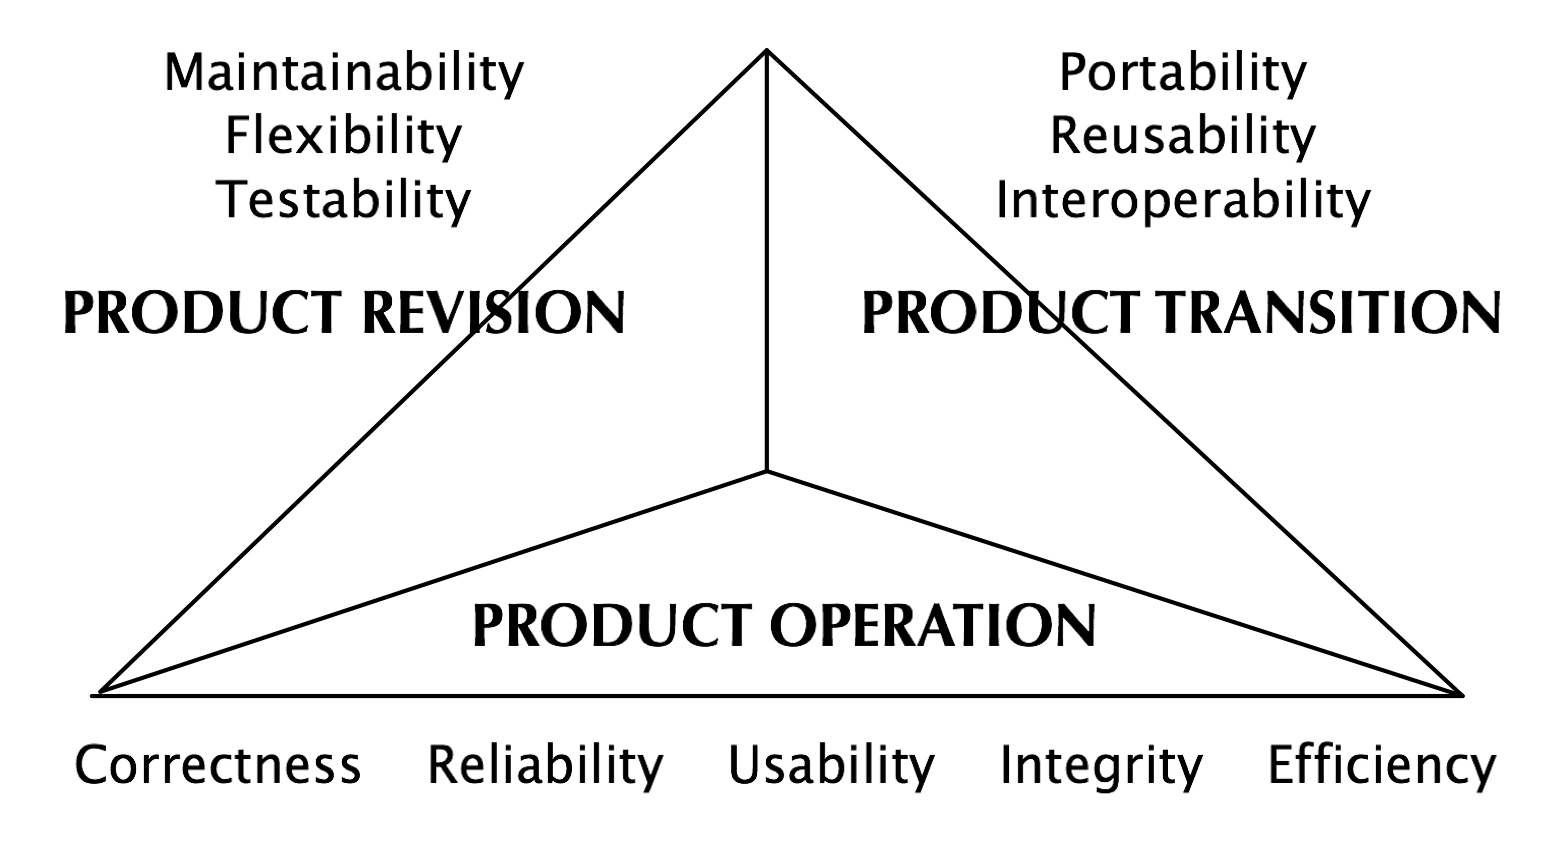 Maintainability
Flexibility
Testability
PRODUCT REVISION
Portability
Reusability
Interoperability
PRODUCT TRANSITION
PRODUCT OPERATION
Correctness Reliability Usability Integrity Efficiency